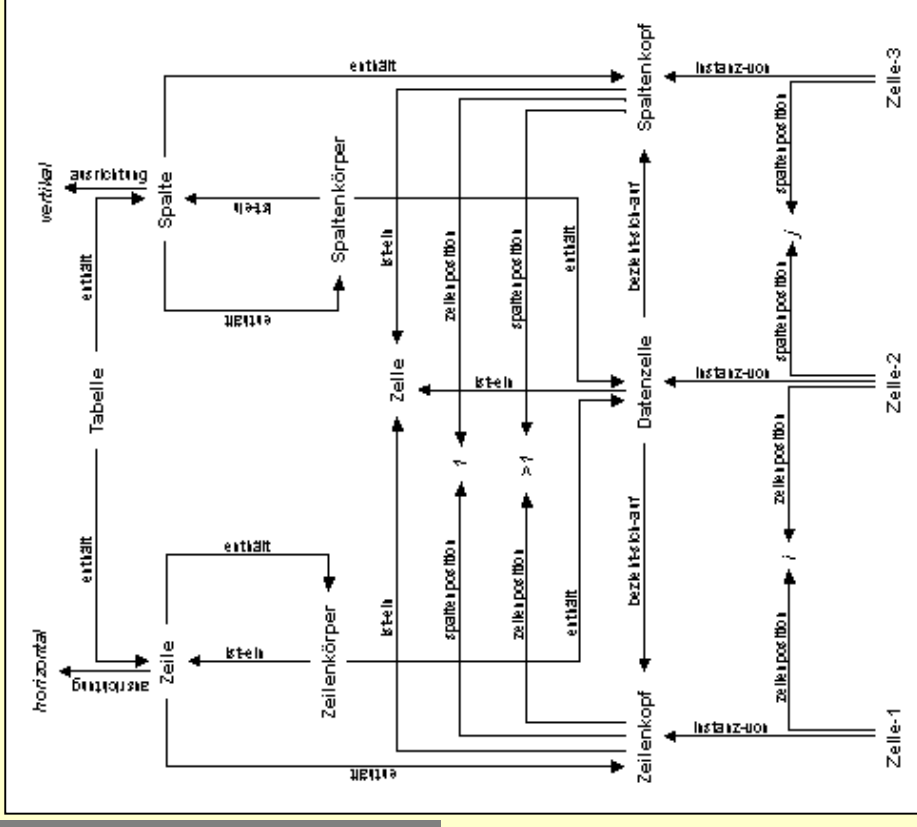 horizontal
vertikal
ausrichtung
ausrichtung
enthält
Tabelle
enthält
Zeile
Spalte
enthält
enthält
enthält
enthält
ist-ein
ist-ein
Zeilenkörper
Spaltenkörper
ist-ein
Zelle
ist-ein
spaltenposition
1
zeilenposition
zeilenposition
>1
spaltenposition
ist-ein
enthält
enthält
Zeilenkopf
bezieht-sich-auf
Datenzelle
bezieht-sich-auf
Spaltenkopf
instanz-von
instanz-von
instanz-von
zeilenposition
i
zeilenposition
spaltenposition
j
spaltenposition
Zelle-1
Zelle-2
Zelle-3